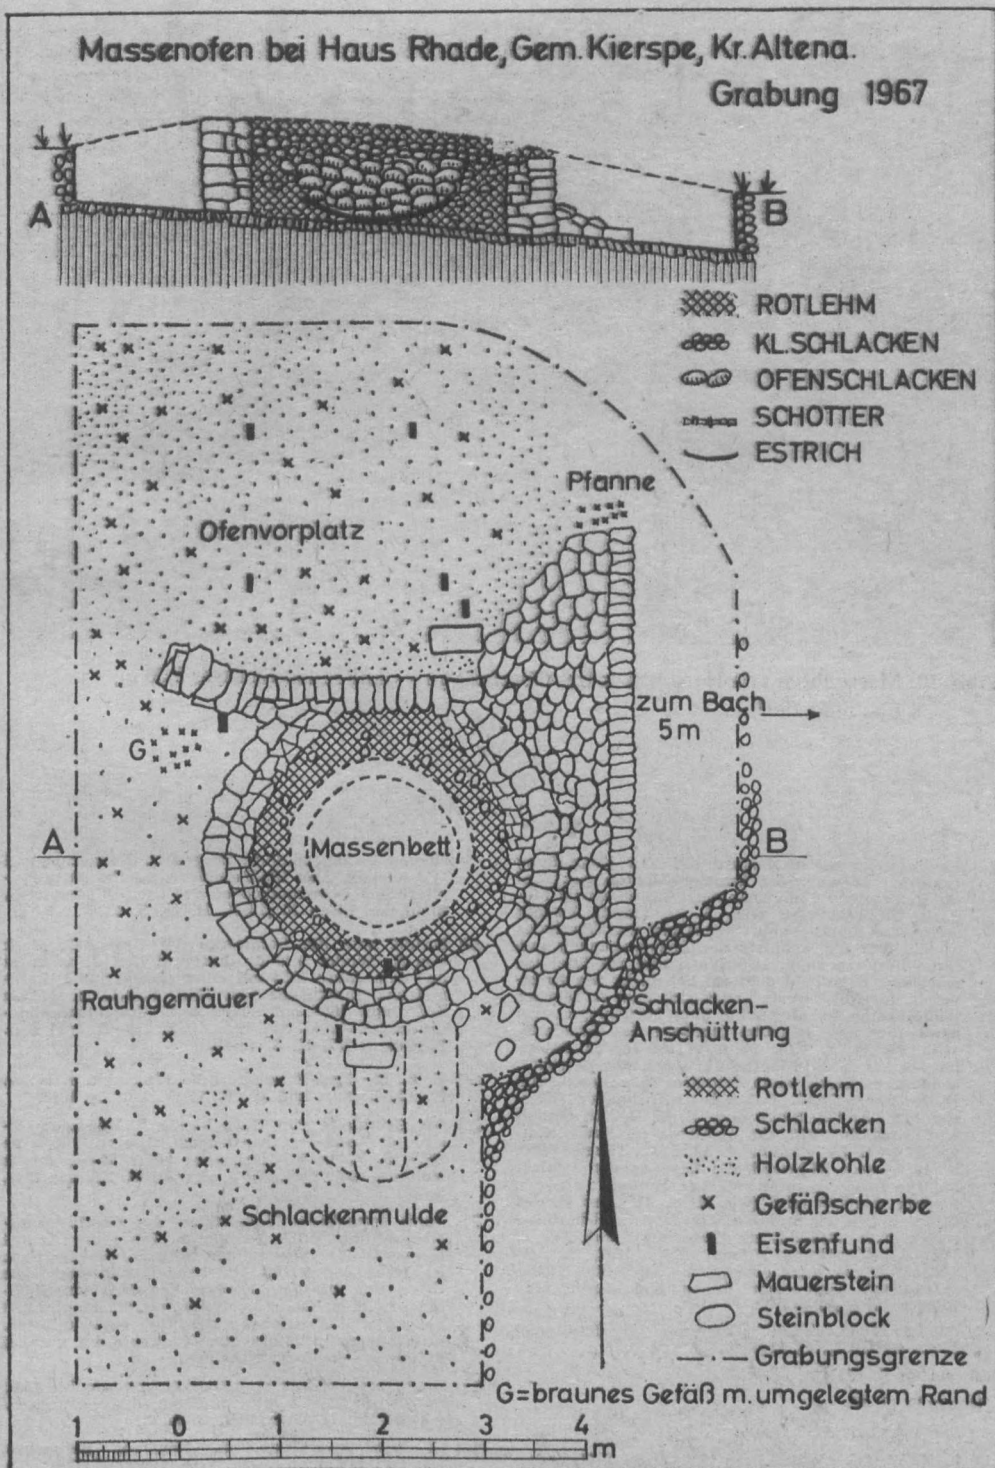 Massenofen bei Haus Rhade, Gem. Kierspe, Kr. Altena.
Grabung 1967
A
B
ROTLEHM
KL. SCHLACKEN
OFENSCHLACKEN
SCHOTTER
ESTRICH
Pfanne
Ofenvorplatz
zum Bach
5 m
G
A
Massenbett
B
Rauhgemäuer
Schlacken-
Anschüttung
Rotlehm
Schlacken
Holzkohle
Gefäßscherbe
Schlackenmulde
Eisenfund
Mauerstein
Steinblock
Grabungsgrenze
G=braunes Gefäß m. umgelegtem Rand
1 0 1 2 3 4
m